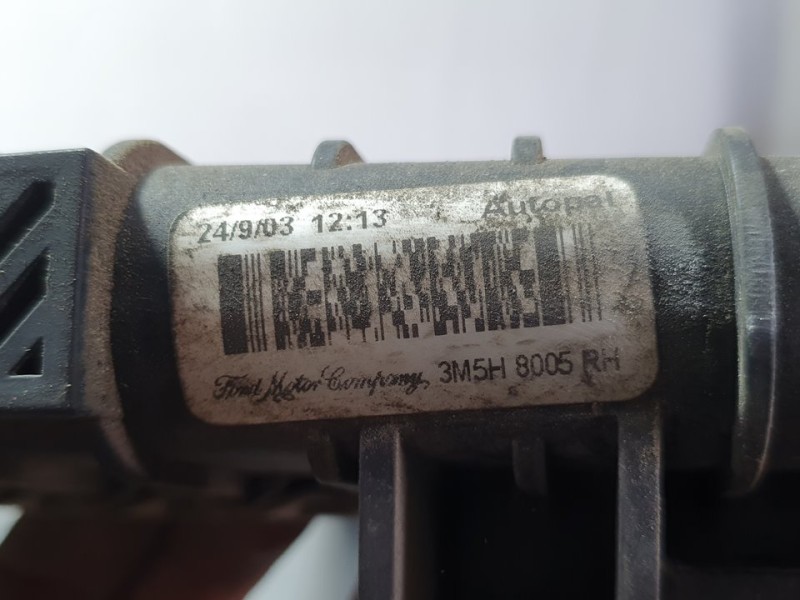 24/9/03 12:13 Autopal
Ford Motor Company, 3M5H 8005 RH